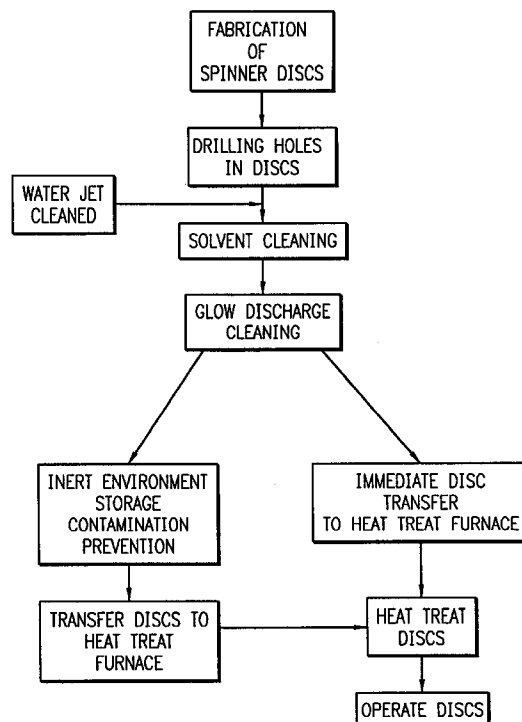 FABRICATION
OF
SPINNER DISCS
DRILLING HOLES
IN DISCS
WATER JET
CLEANED
SOLVENT CLEANING
GLOW DISCHARGE
CLEANING
INERT ENVIRONMENT
STORAGE
CONTAMINATION
PREVENTION
IMMEDIATE DISC
TRANSFER
TO HEAT TREAT FURNACE
TRANSFER DISCS TO
HEAT TREAT
FURNACE
HEAT TREAT
DISCS
OPERATE DISCS